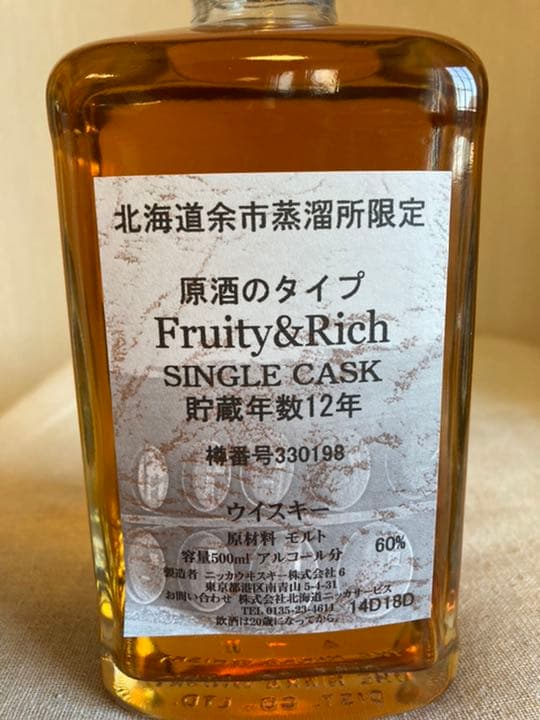 北海道余市蒸溜所限定
原酒のタイプ
Fruity&Rich
SINGLE CASK
貯蔵年数12年
樽番号330198
ウイスキー
原材料 モルト
容量500ml アルコール分 60%
製造者 ニッカウヰスキー株式会社6
東京都港区南青山5-4-31
お問い合わせ 株式会社北海道ニッカサービス
TEL 0135-23-4614 14D18D
飲酒は20歳になってから。
DIST. CO LTD.